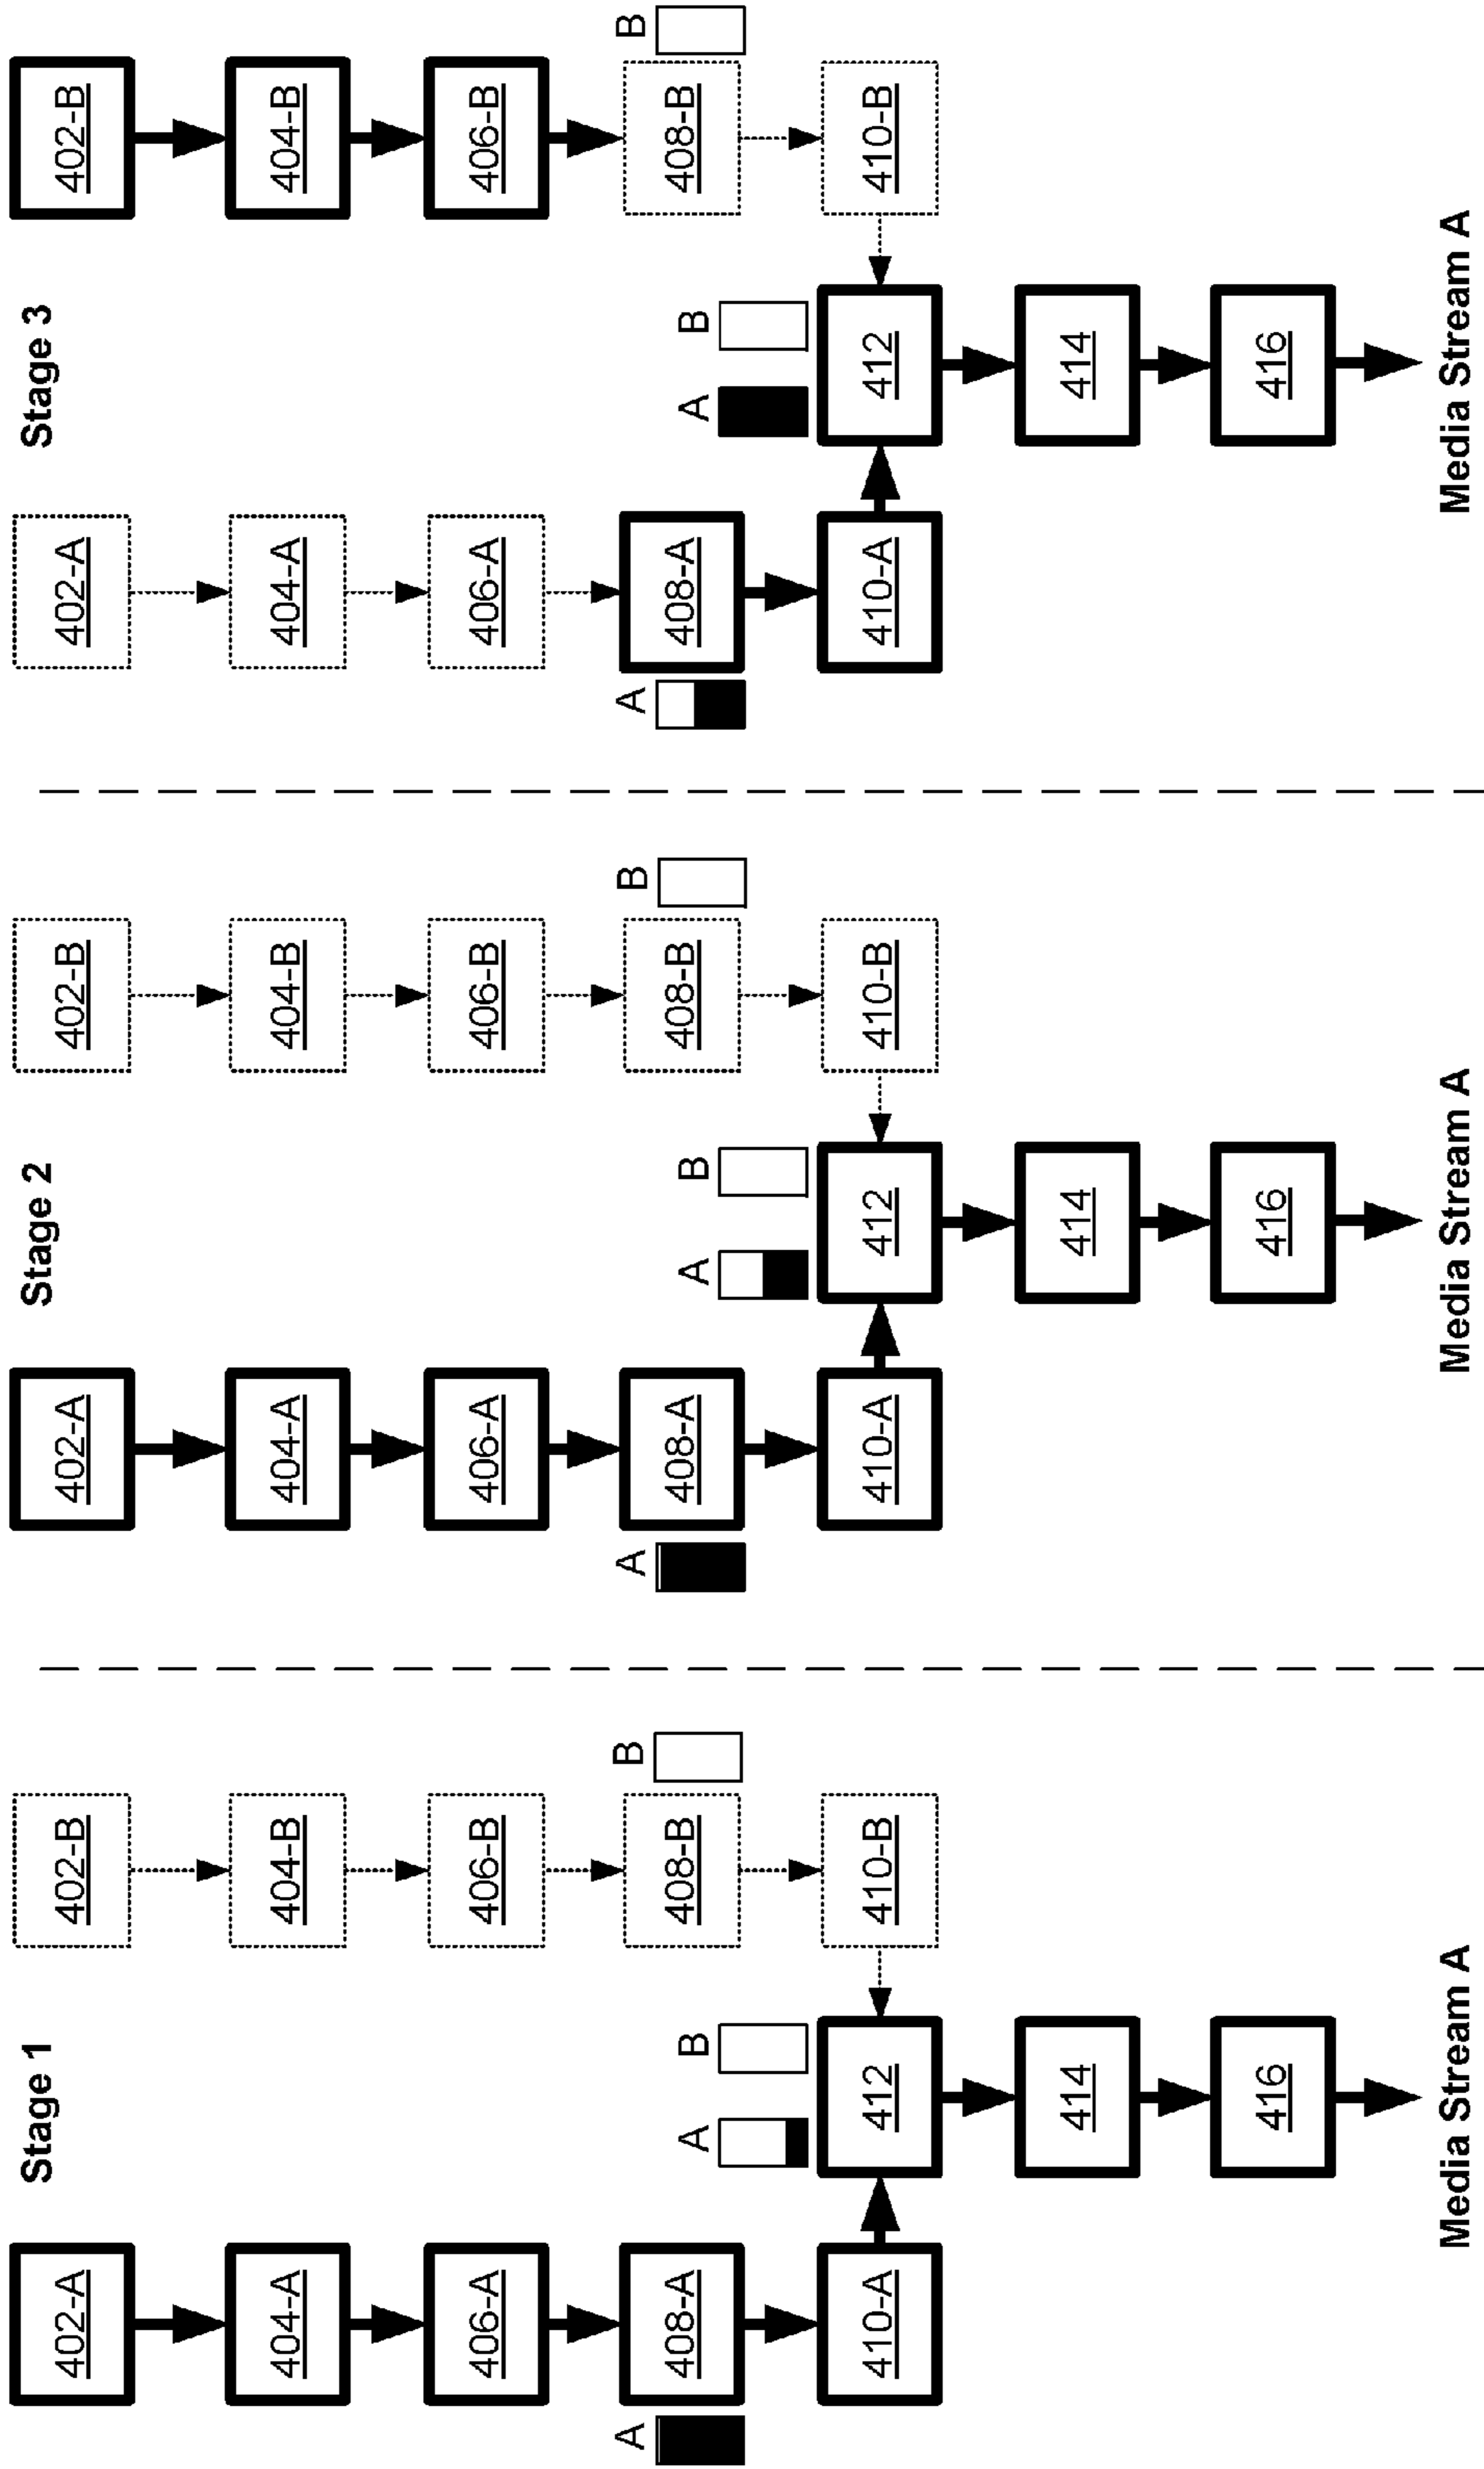 Stage 1
402-A
402-B
404-A
404-B
406-A
406-B
A
408-A
408-B
B
A
B
410-A
412
410-B
414
416
Media Stream A
Stage 2
402-A
402-B
404-A
404-B
406-A
406-B
A
408-A
408-B
B
A
B
410-A
412
410-B
414
416
Media Stream A
Stage 3
402-A
402-B
404-A
404-B
406-A
406-B
A
408-A
408-B
B
A
B
410-A
412
410-B
414
416
Media Stream A